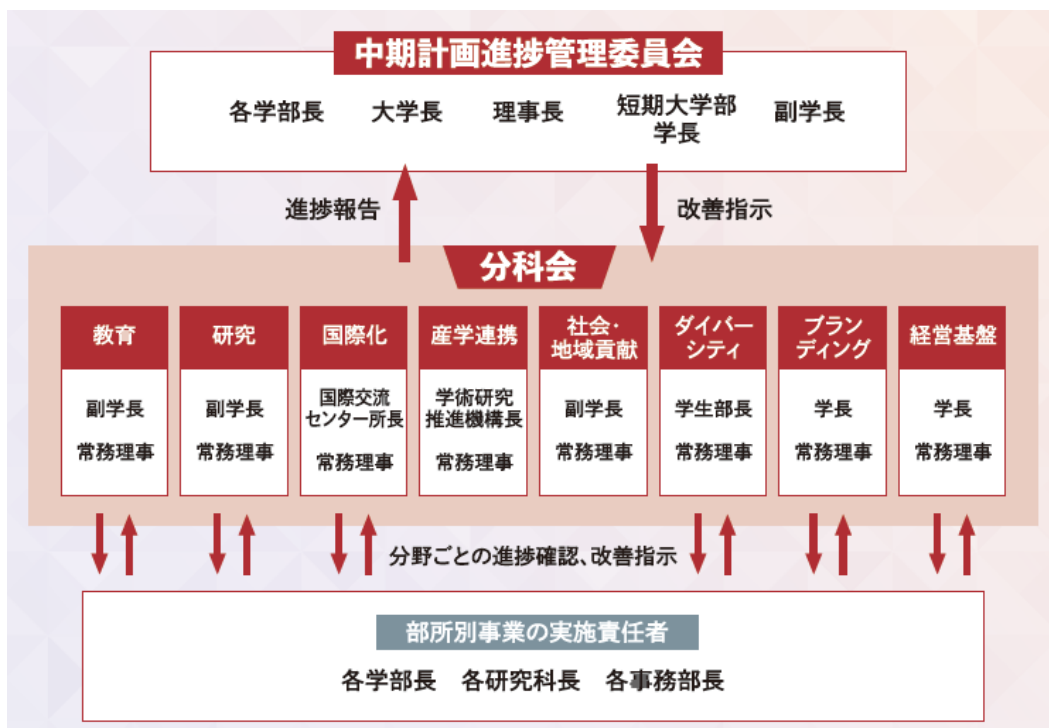 中期計画進捗管理委員会
各学部長 大学長 理事長 短期大学部 副学長
学長
進捗報告 改善指示
分科会
教育
副学長
常務理事
研究
副学長
常務理事
国際化
国際交流
センター所長
常務理事
産学連携
学術研究
推進機構長
常務理事
社会・
地域貢献
副学長
常務理事
ダイバー
シティ
学生部長
常務理事
ブラン
ディング
学長
常務理事
経営基盤
学長
常務理事
分野ごとの進捗確認、改善指示
部所別事業の実施責任者
各学部長 各研究科長 各事務部長